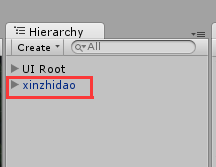 Hierarchy
Create All
UI Root
xinzhidao